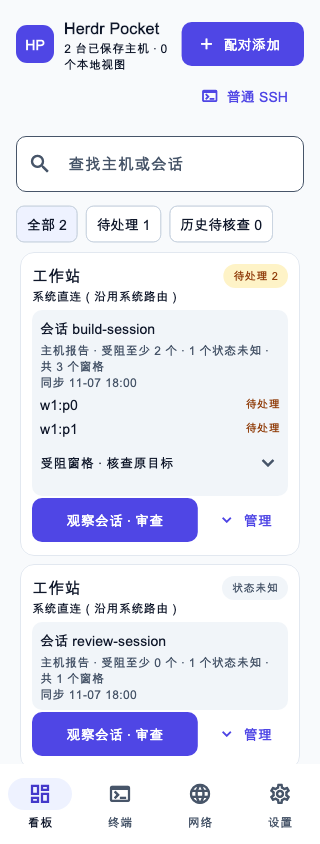 HP
Herdr Pocket
2 台已保存主机 · 0
个本地视图
配对添加
普通 SSH
查找主机或会话
全部 2
待处理 1
历史待核查 0
工作站
待处理 2
系统直连（沿用系统路由）
会话 build-session
主机报告 · 受阻至少 2 个 · 1 个状态未知 ·
共 3 个窗格
同步 11-07 18:00
w1:p0
待处理
w1:p1
待处理
受阻窗格 · 核查原目标
观察会话 · 审查
管理
工作站
状态未知
系统直连（沿用系统路由）
会话 review-session
主机报告 · 受阻至少 0 个 · 1 个状态未知 ·
共 1 个窗格
同步 11-07 18:00
观察会话 · 审查
管理
看板
终端
网络
设置